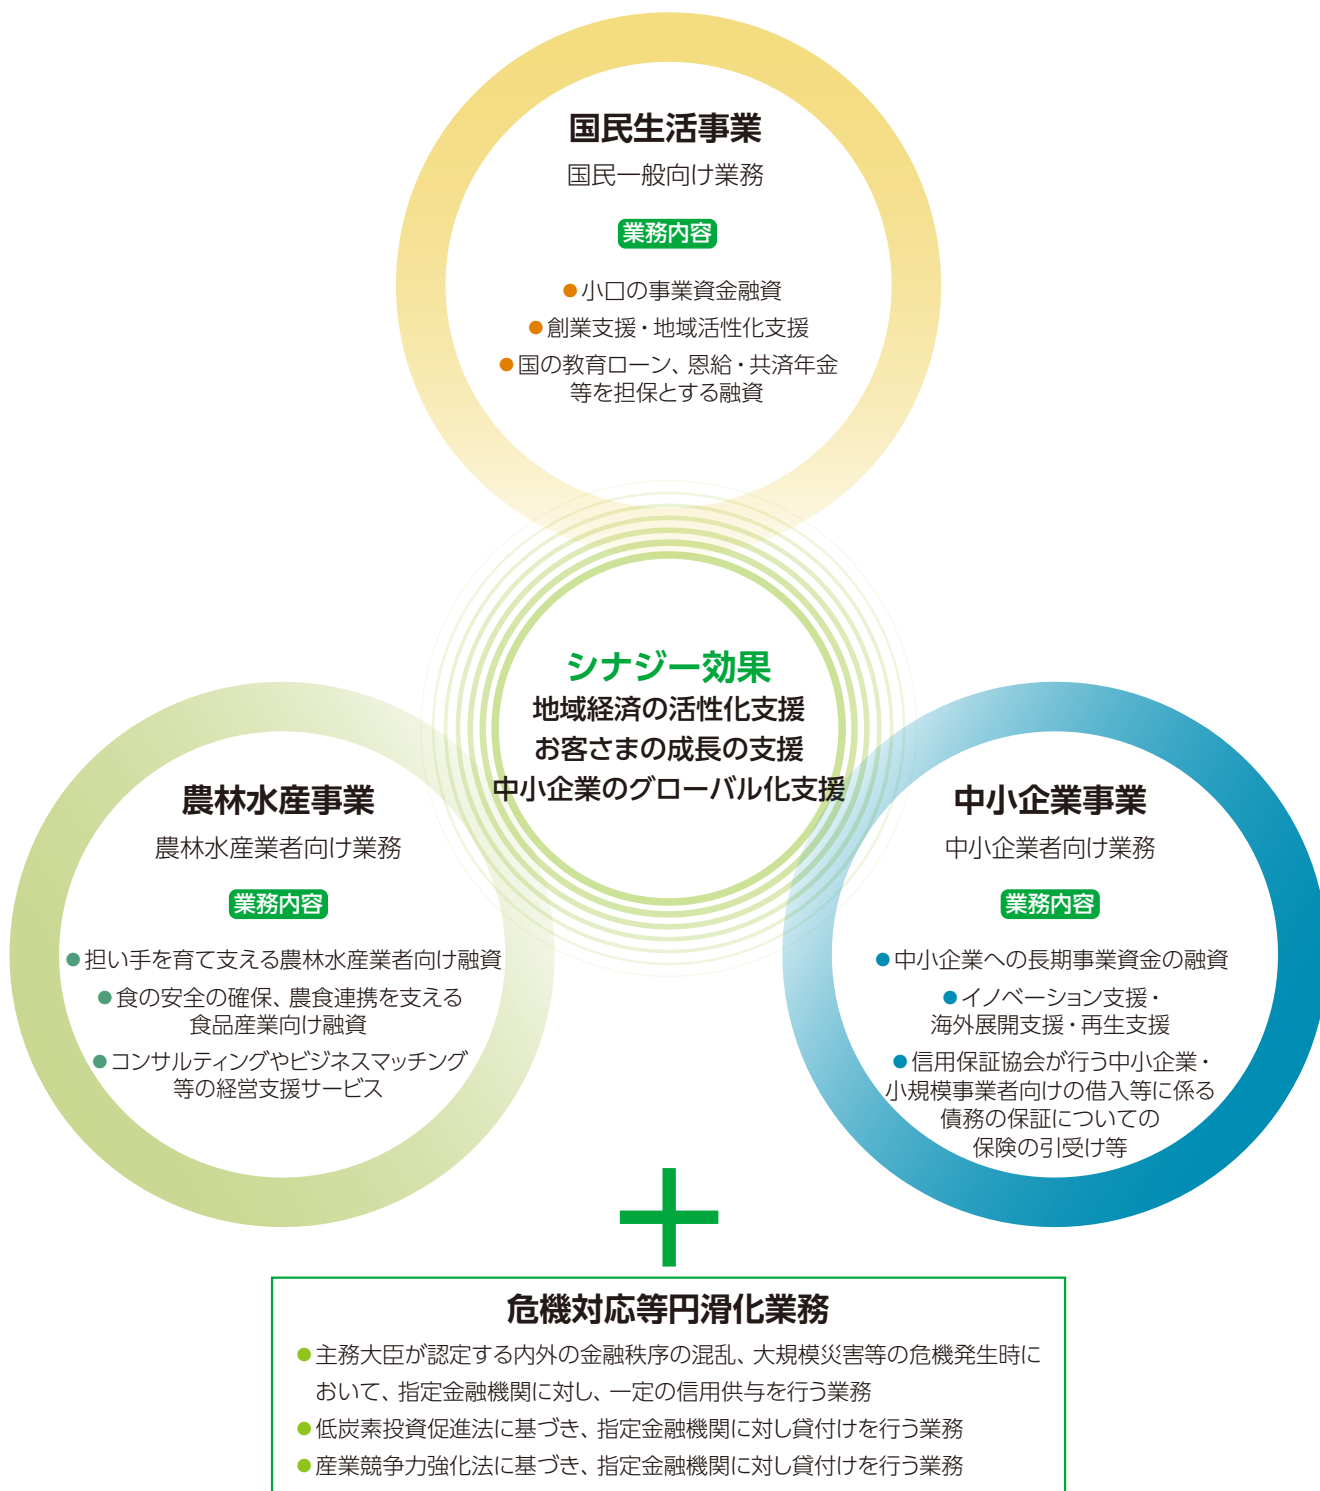 国民生活事業
国民一般向け業務
業務内容
●小口の事業資金融資
●創業支援・地域活性化支援
●国の教育ローン、恩給・共済年金
等を担保とする融資
シナジー効果
地域経済の活性化支援
お客さまの成長の支援
中小企業のグローバル化支援
農林水産事業
農林水産業者向け業務
業務内容
●担い手を育て支える農林水産業者向け融資
●食の安全の確保、農食連携を支える
食品産業向け融資
●コンサルティングやビジネスマッチング
等の経営支援サービス
中小企業事業
中小企業者向け業務
業務内容
●中小企業への長期事業資金の融資
●イノベーション支援・
海外展開支援・再生支援
●信用保証協会が行う中小企業・
小規模事業者向けの借入等に係る
債務の保証についての
保険の引受け等
危機対応等円滑化業務
●主務大臣が認定する内外の金融秩序の混乱、大規模災害等の危機発生時に
おいて、指定金融機関に対し、一定の信用供与を行う業務
●低炭素投資促進法に基づき、指定金融機関に対し貸付けを行う業務
●産業競争力強化法に基づき、指定金融機関に対し貸付けを行う業務